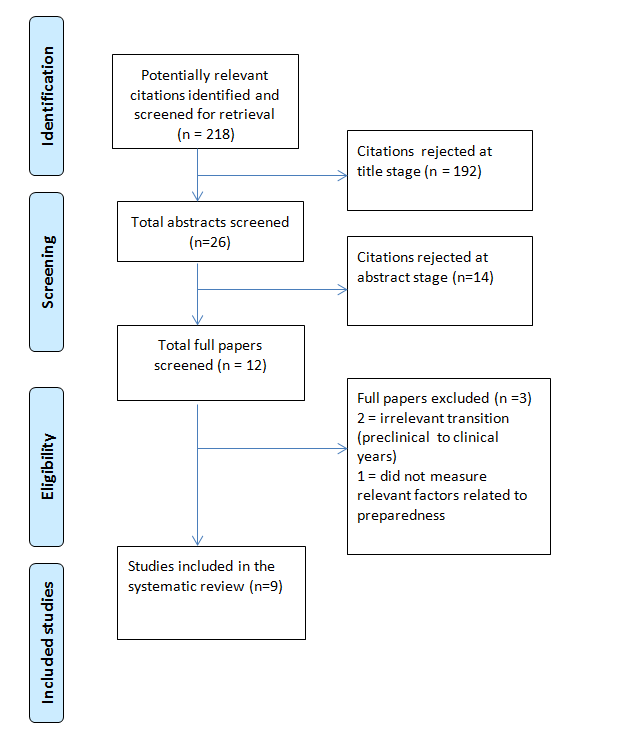 Identification
Potentially relevant
citations identified and
screened for retrieval
(n = 218)
Citations rejected at
title stage (n = 192)
Screening
Total abstracts screened
(n=26)
Citations rejected at
abstract stage (n=14)
Total full papers
screened (n = 12)
Eligibility
Full papers excluded (n =3)
2 = irrelevant transition
(preclinical to clinical
years)
1 = did not measure
relevant factors related to
preparedness
Studies included in the
systematic review (n=9)
Included studies